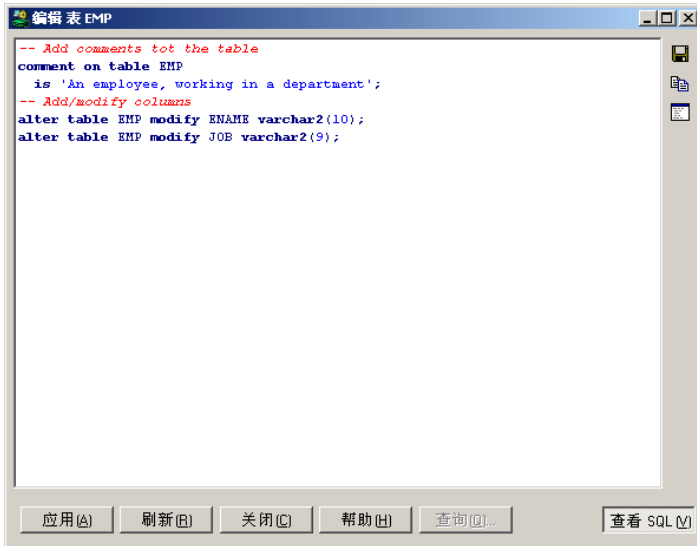 编辑 表 EMP
-- Add comments tot the table
comment on table EMP
  is 'An employee, working in a department';
-- Add/modify columns
alter table EMP modify ENAME varchar2(10);
alter table EMP modify JOB varchar2(9);
应用(A) 刷新(R) 关闭(C) 帮助(H) 查询(Q)... 查看 SQL(V)